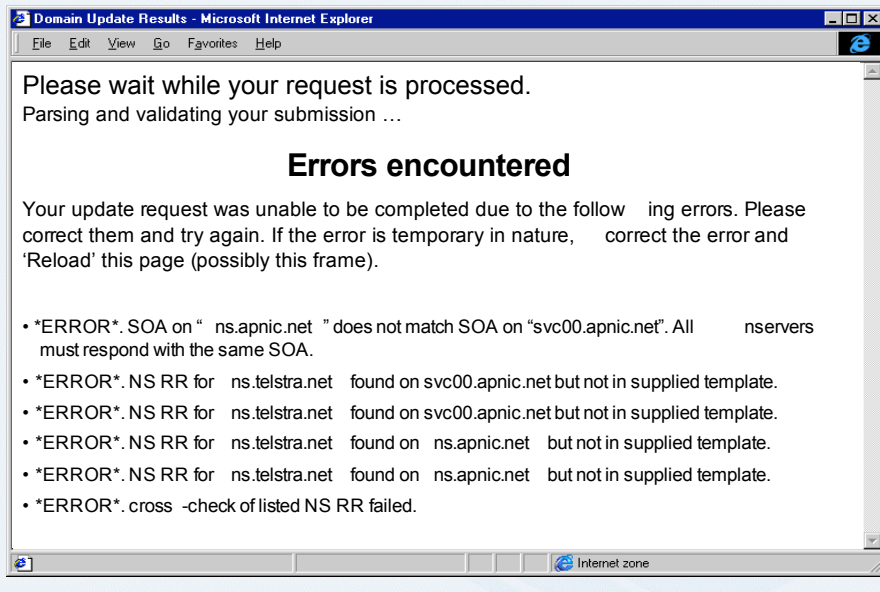 Domain Update Results - Microsoft Internet Explorer
File Edit View Go Favorites Help
Please wait while your request is processed.
Parsing and validating your submission …
Errors encountered
Your update request was unable to be completed due to the follow ing errors. Please
correct them and try again. If the error is temporary in nature, correct the error and
‘Reload’ this page (possibly this frame).
• *ERROR*. SOA on “ ns.apnic.net ” does not match SOA on “svc00.apnic.net”. All nservers
must respond with the same SOA.
• *ERROR*. NS RR for ns.telstra.net found on svc00.apnic.net but not in supplied template.
• *ERROR*. NS RR for ns.telstra.net found on svc00.apnic.net but not in supplied template.
• *ERROR*. NS RR for ns.telstra.net found on ns.apnic.net but not in supplied template.
• *ERROR*. NS RR for ns.telstra.net found on ns.apnic.net but not in supplied template.
• *ERROR*. cross -check of listed NS RR failed.
Internet zone